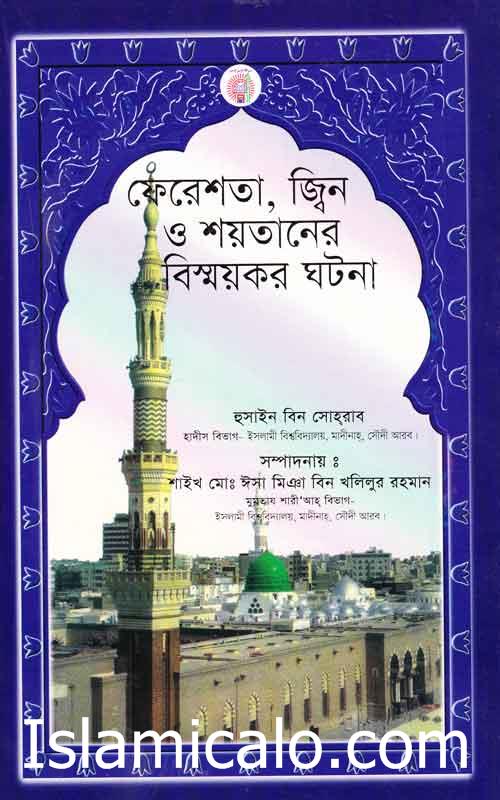 ফেরেশতা, জ্বিন
ও শয়তানের
বিস্ময়কর ঘটনা
হুসাইন বিন সোহ্‌রাব
হাদীস বিভাগ- ইসলামী বিশ্ববিদ্যালয়, মাদীনাহ্, সৌদী আরব।
সম্পাদনায় ঃ
শাইখ মোঃ ঈসা মিঞা বিন খলিলুর রহমান
মুমতায শারী'আহ্ বিভাগ-
ইসলামী বিশ্ববিদ্যালয়, মাদীনাহ্, সৌদী আরব।
Islamicalo.com